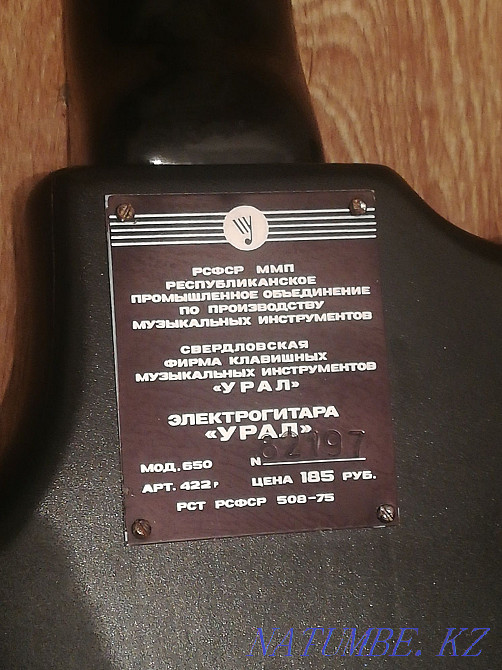 РСФСР ММП
РЕСПУБЛИКАНСКОЕ
ПРОМЫШЛЕННОЕ ОБЪЕДИНЕНИЕ
ПО ПРОИЗВОДСТВУ
МУЗЫКАЛЬНЫХ ИНСТРУМЕНТОВ
СВЕРДЛОВСКАЯ
ФИРМА КЛАВИШНЫХ
МУЗЫКАЛЬНЫХ ИНСТРУМЕНТОВ
«УРАЛ»
ЭЛЕКТРОГИТАРА
«УРАЛ»
МОД. 650 N 82197
АРТ. 422 г ЦЕНА 185 РУБ.
РСТ РСФСР 508-75
NATUMBE.KZ